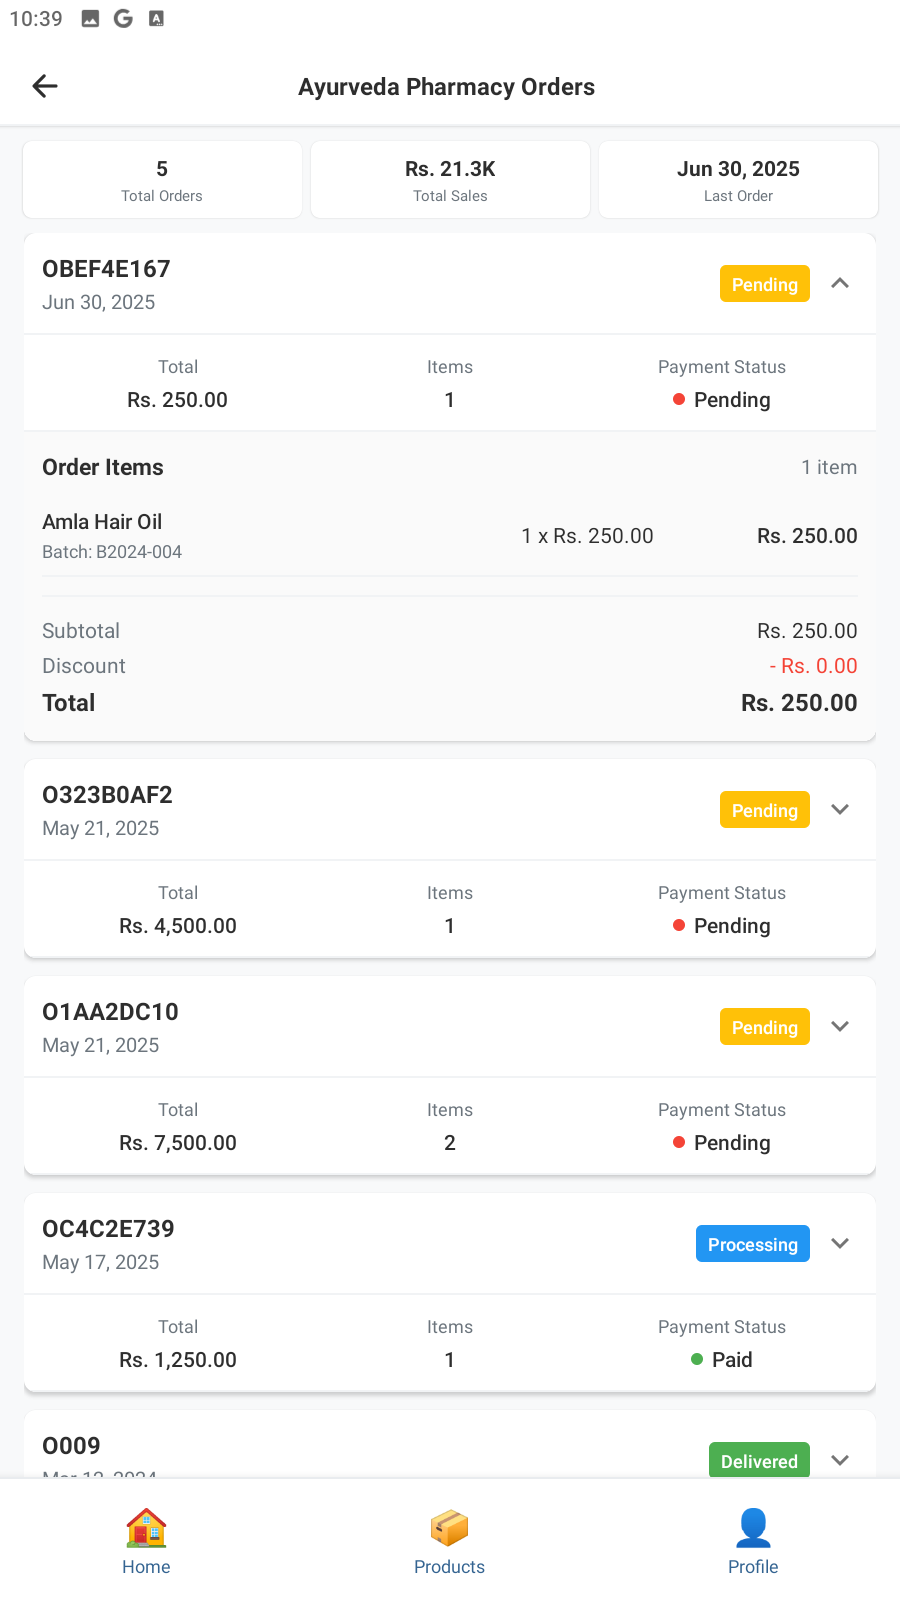 10:39
Ayurveda Pharmacy Orders
5
Total Orders
Rs. 21.3K
Total Sales
Jun 30, 2025
Last Order
OBEF4E167
Jun 30, 2025
Pending
Total
Rs. 250.00
Items
1
Payment Status
Pending
Order Items
1 item
Amla Hair Oil
Batch: B2024-004
1 x Rs. 250.00
Rs. 250.00
Subtotal
Rs. 250.00
Discount
- Rs. 0.00
Total
Rs. 250.00
O323B0AF2
May 21, 2025
Pending
Total
Rs. 4,500.00
Items
1
Payment Status
Pending
O1AA2DC10
May 21, 2025
Pending
Total
Rs. 7,500.00
Items
2
Payment Status
Pending
OC4C2E739
May 17, 2025
Processing
Total
Rs. 1,250.00
Items
1
Payment Status
Paid
O009
Delivered
Home
Products
Profile